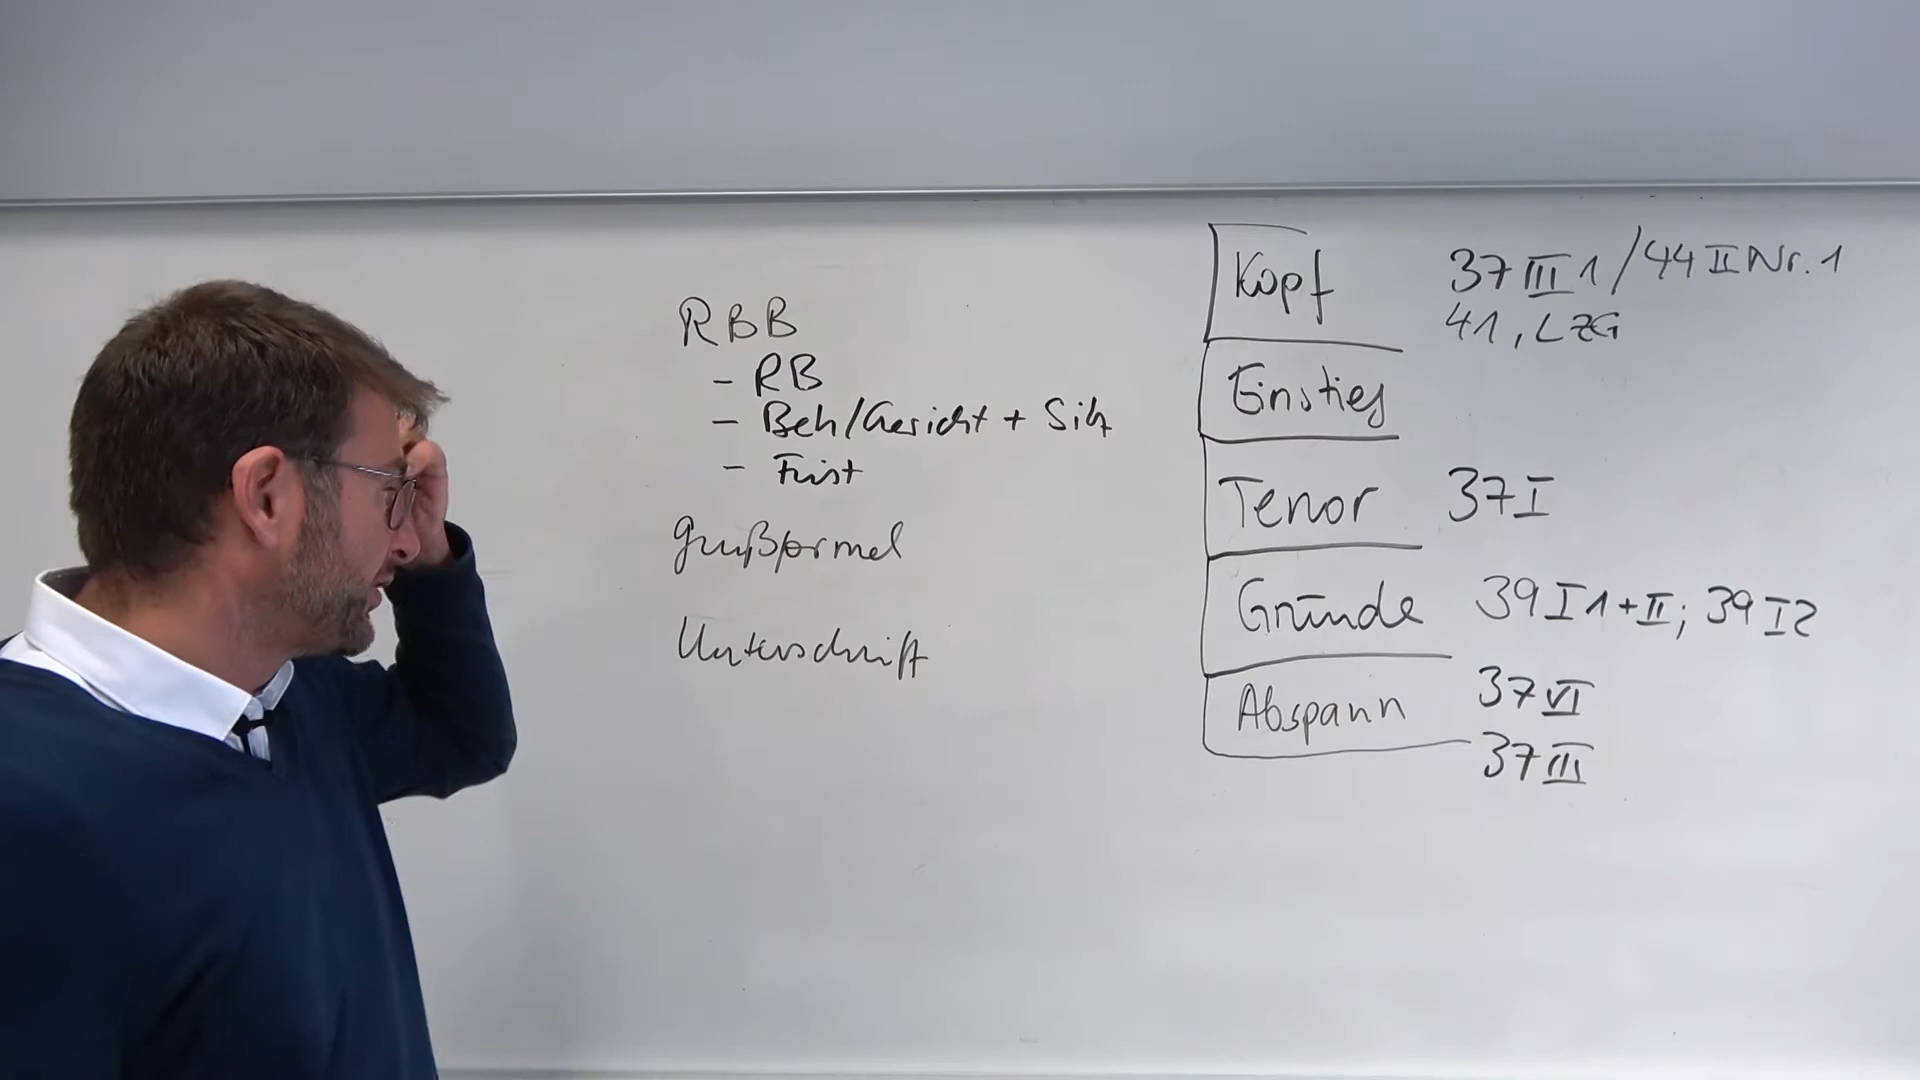 RBB
- RB
- Beh/Gericht + Sitz
- Frist
Grußformel
Unterschrift
Kopf 37 III 1 / 44 II Nr. 1
41, LZG
Einstieg
Tenor 37 I
Gründe 39 I 1 + II; 39 I 2
Abspann 37 VI
37 III